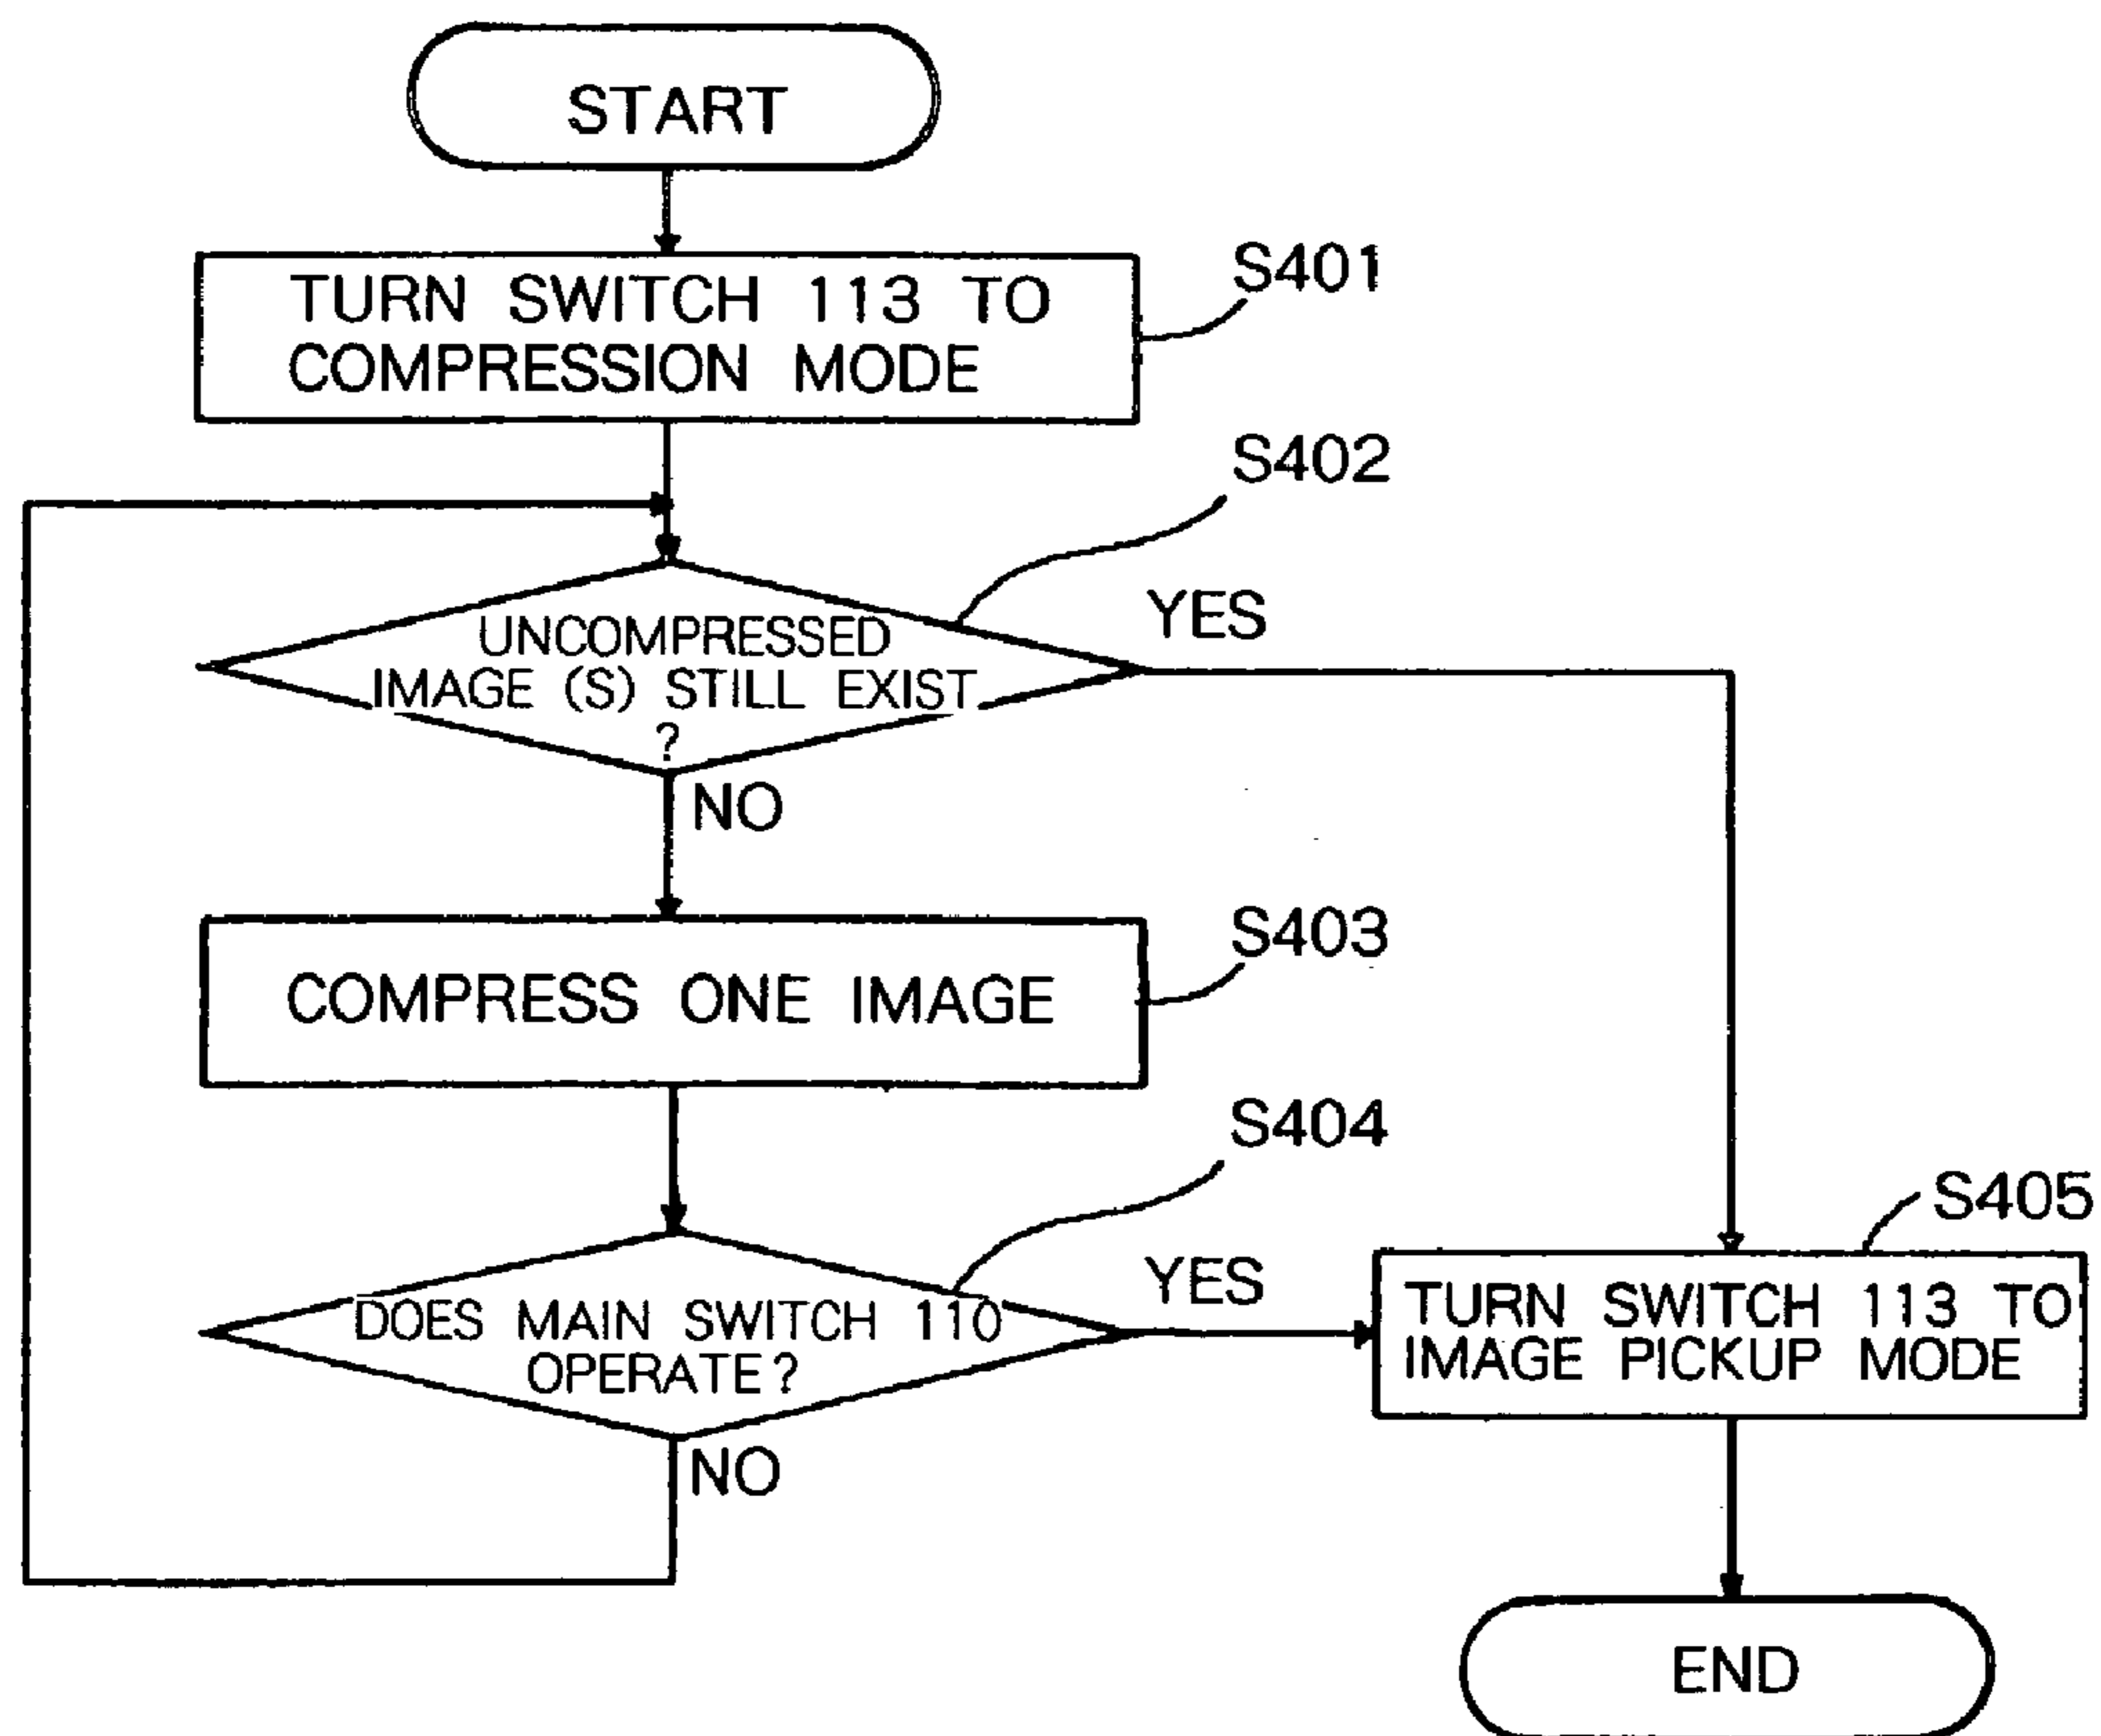 START
TURN SWITCH 113 TO
COMPRESSION MODE
S401
S402
UNCOMPRESSED
IMAGE (S) STILL EXIST
?
YES
NO
COMPRESS ONE IMAGE
S403
S404
DOES MAIN SWITCH 110
OPERATE?
YES
NO
S405
TURN SWITCH 113 TO
IMAGE PICKUP MODE
END